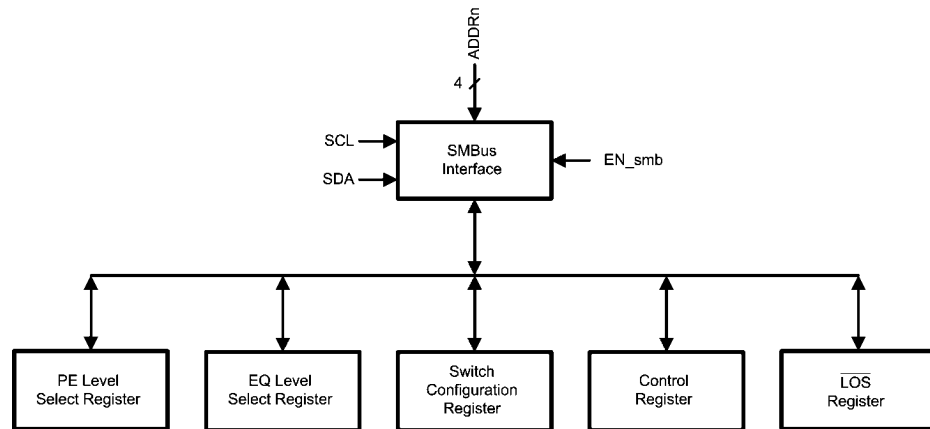 ADDRn
4
SCL
SDA
SMBus
Interface
EN_smb
PE Level
Select Register
EQ Level
Select Register
Switch
Configuration
Register
Control
Register
LOS
Register